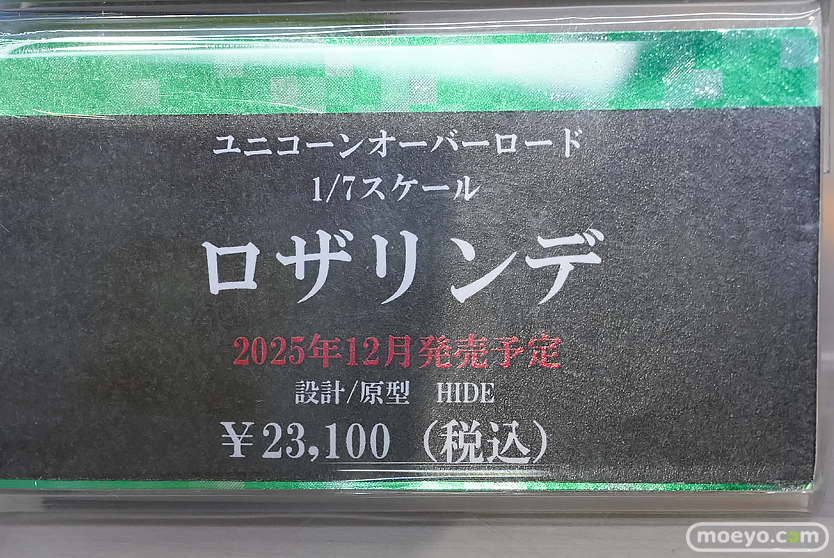 ユニコーンオーバーロード
1/7スケール
ロザリンデ
2025年12月発売予定
設計/原型　HIDE
￥23,100（税込）
moeyo.com